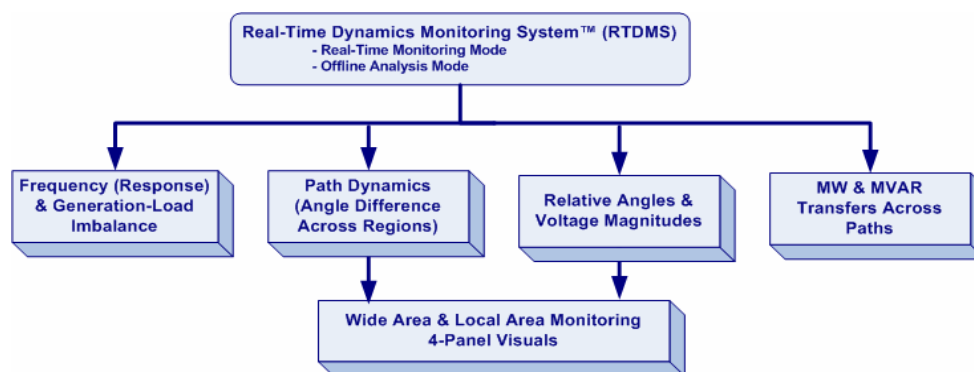 Real-Time Dynamics Monitoring System™ (RTDMS)
- Real-Time Monitoring Mode
- Offline Analysis Mode
Frequency (Response)
& Generation-Load
Imbalance
Path Dynamics
(Angle Difference
Across Regions)
Relative Angles &
Voltage Magnitudes
MW & MVAR
Transfers Across
Paths
Wide Area & Local Area Monitoring
4-Panel Visuals